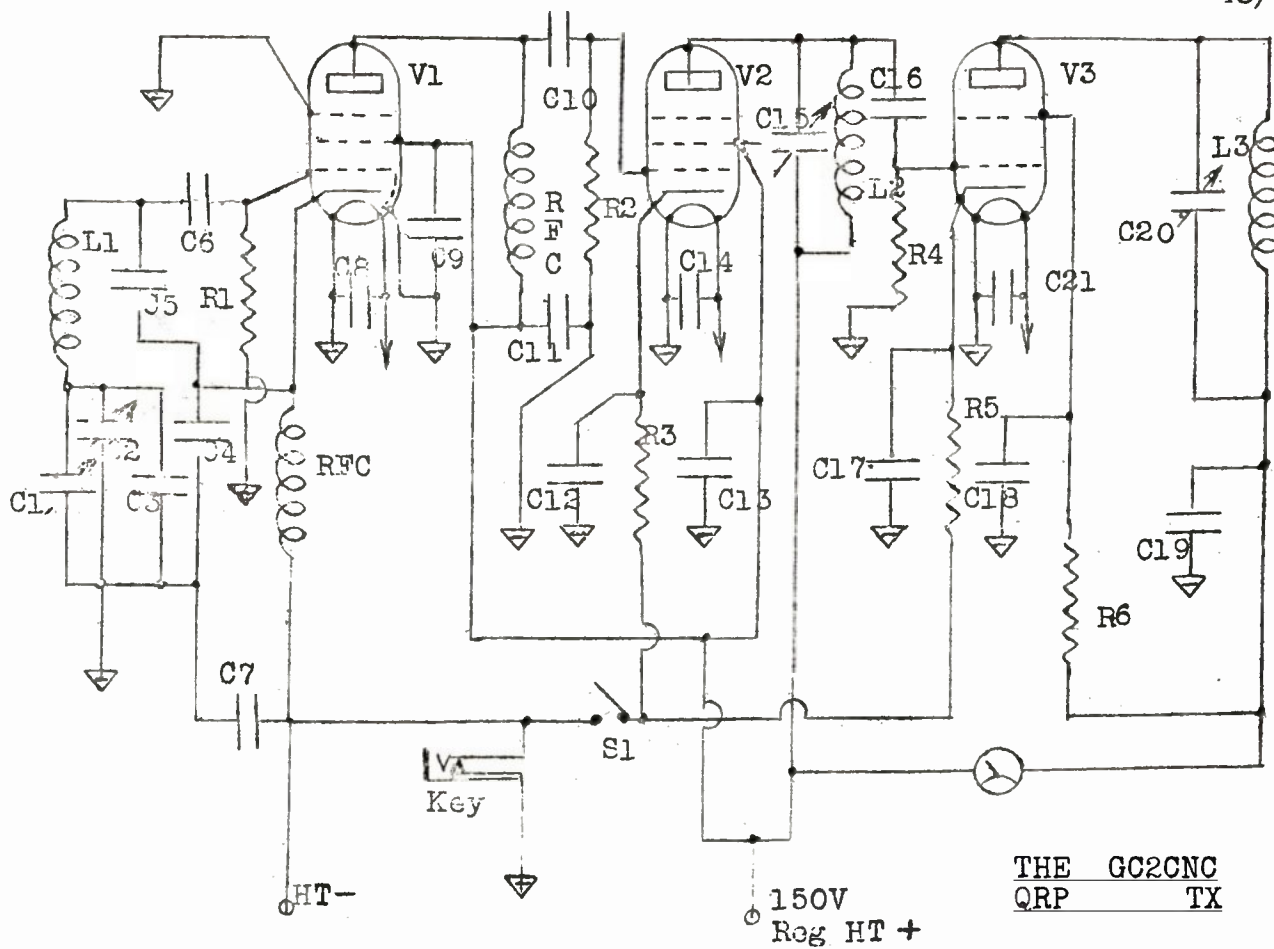 V1
C10
V2
C15
C16
V3
L3
R2
L2
C20
L1
C6
C8
C9
RFC
C14
R4
C21
R1
C11
R3
R5
RFC
C1
C3
C12
C13
C17
C18
C19
R6
C7
S1
Key
HT-
150V
Reg HT +
THE GC2CNC
QRP TX